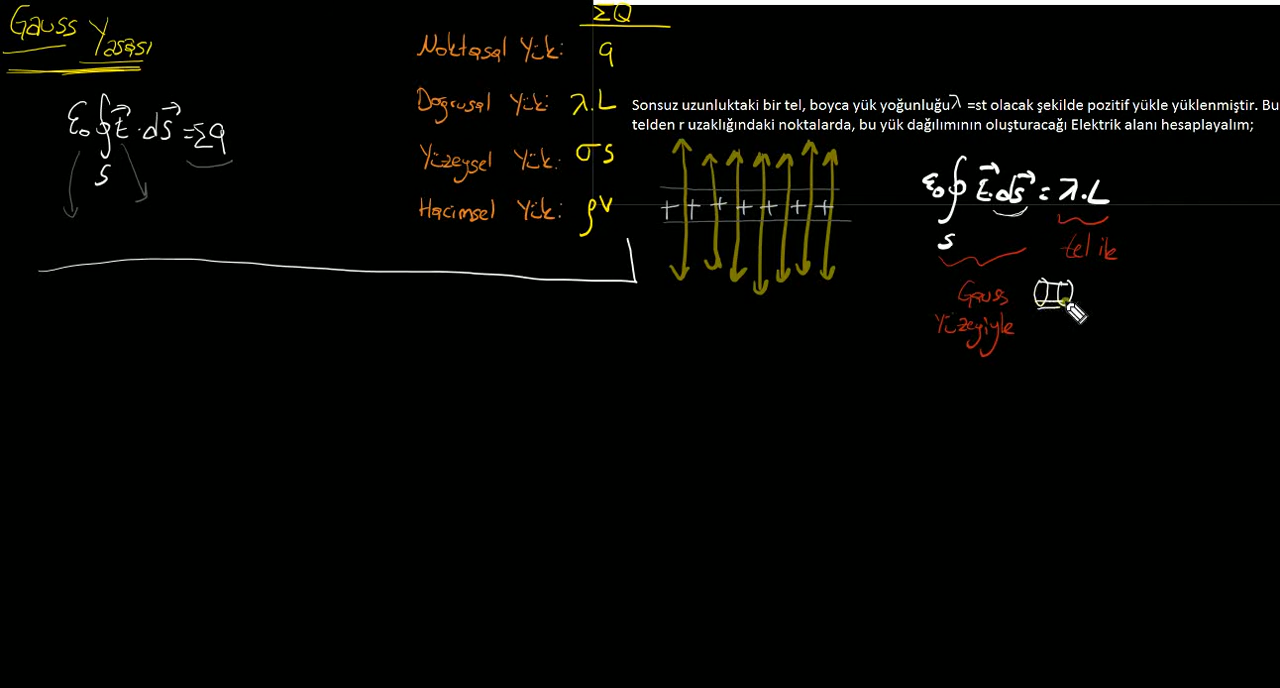 Gauss Yasası
ε₀ ∮ E⃗ · dS⃗ = Σq
S
ΣQ
Noktasal Yük: q
Doğrusal Yük: λ.L
Yüzeysel Yük: σ S
Hacimsel Yük: ρ V
Sonsuz uzunluktaki bir tel, boyca yük yoğunluğu λ =st olacak şekilde pozitif yükle yüklenmiştir. Bu
telden r uzaklığındaki noktalarda, bu yük dağılımının oluşturacağı Elektrik alanı hesaplayalım;
+ + + + + + +
ε₀ ∮ E⃗ · dS⃗ = λ.L
S
tel ile
Gauss
Yüzeyiyle